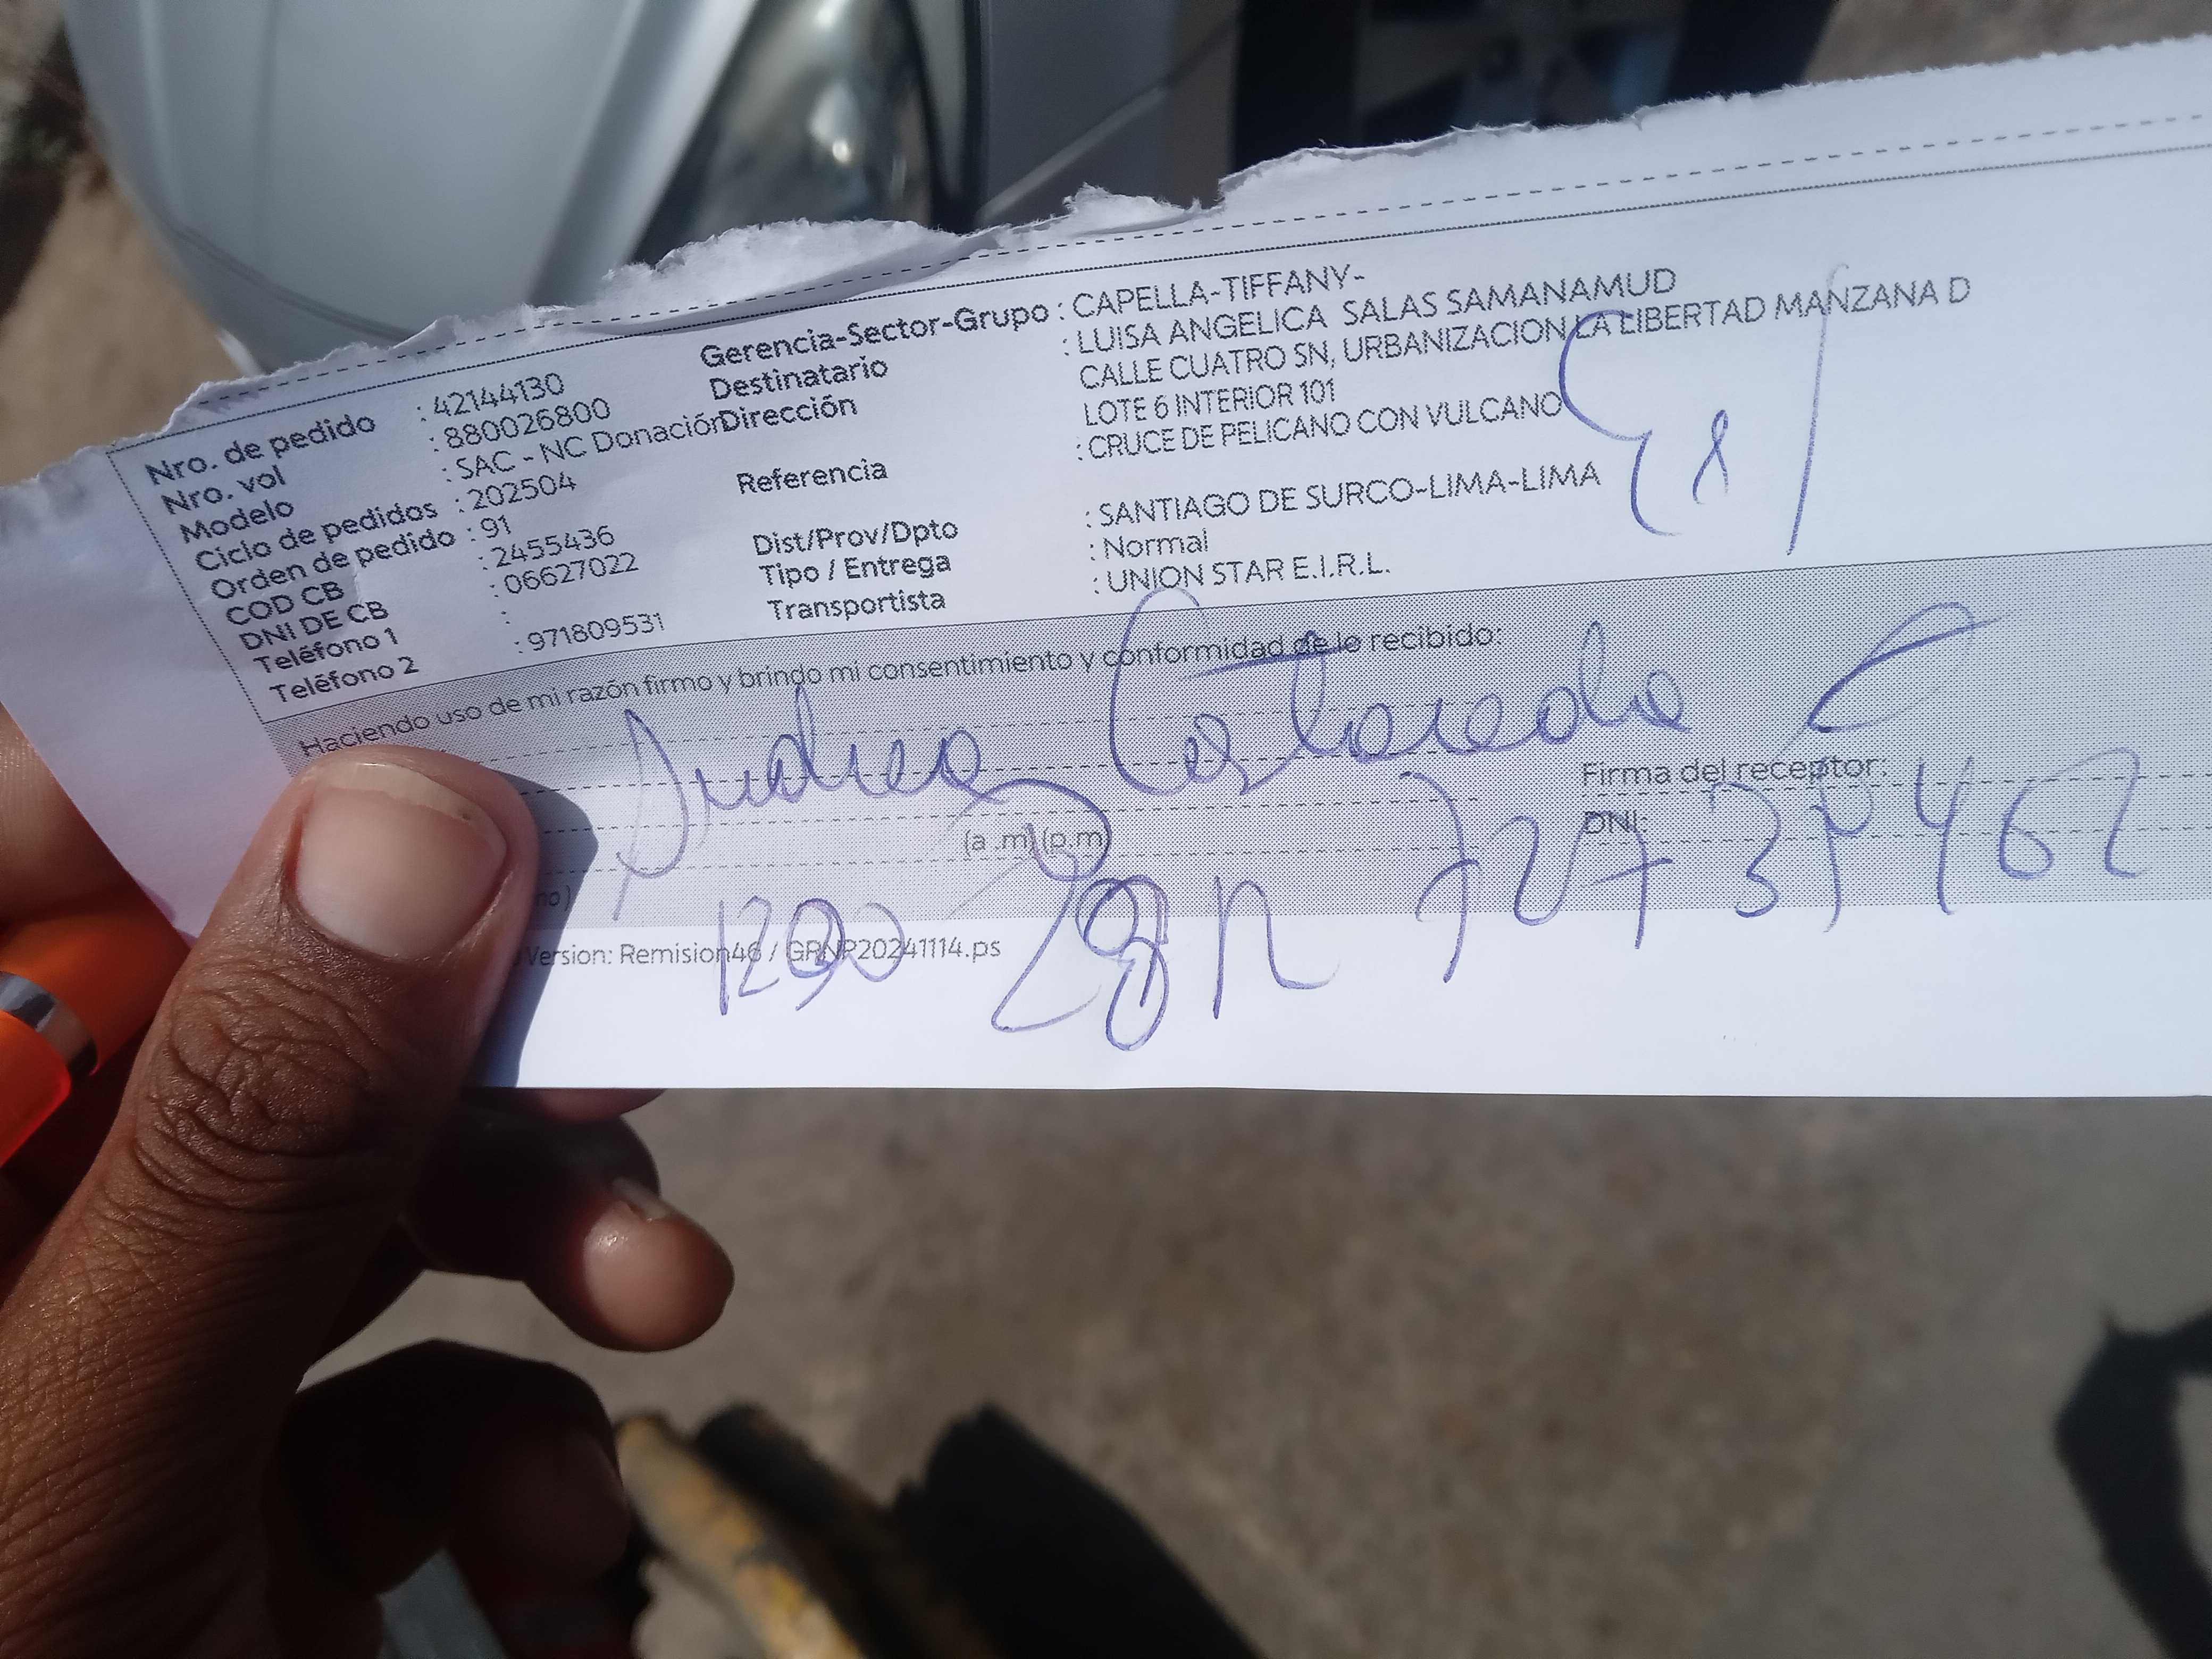 Nro. de pedido : 42144130
Nro. vol : 880026800
Modelo : SAC - NC Donación
Ciclo de pedidos : 202504
Orden de pedido : 91
COD CB : 2455436
DNI DE CB : 06627022
Teléfono 1 :
Teléfono 2 : 971809531
Gerencia-Sector-Grupo : CAPELLA-TIFFANY-
Destinatario : LUISA ANGELICA SALAS SAMANAMUD
Dirección CALLE CUATRO SN, URBANIZACION LA LIBERTAD MANZANA D
LOTE 6 INTERIOR 101
Referencia : CRUCE DE PELICANO CON VULCANO
Dist/Prov/Dpto : SANTIAGO DE SURCO-LIMA-LIMA
Tipo / Entrega : Normal
Transportista : UNION STAR E.I.R.L.
Haciendo uso de mi razón firmo y brindo mi consentimiento y conformidad de lo recibido:
Andrea Castaneda
Firma del receptor:
(a .m) (p.m)
DNI:
no)
Version: Remision46 / GRNP20241114.ps